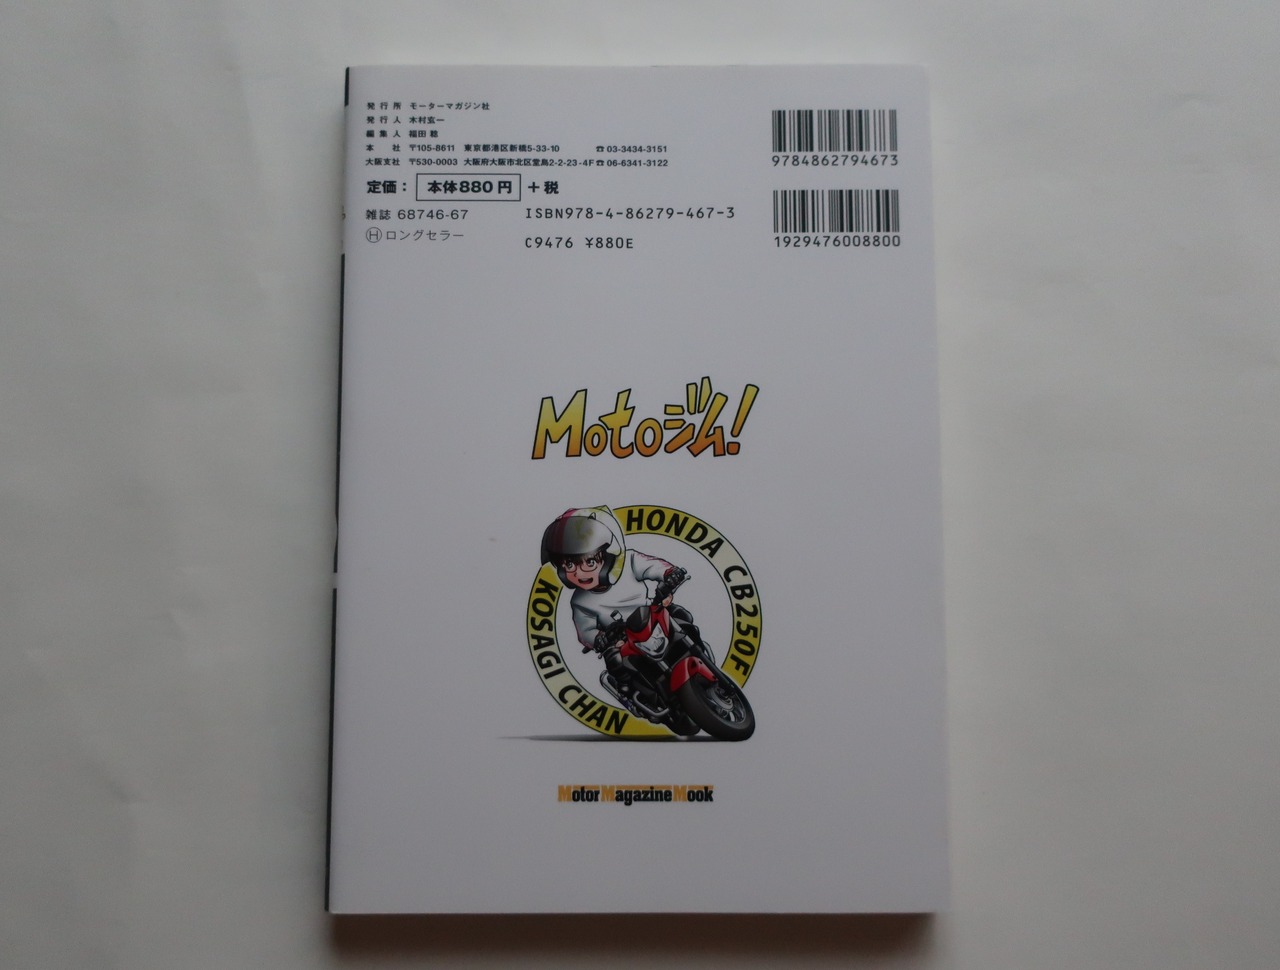 発行所 モーターマガジン社
発行人 木村玄一
編集人 福田 稔
本 社 〒105-8611 東京都港区新橋5-33-10 ☎03-3434-3151
大阪支社 〒530-0003 大阪府大阪市北区堂島2-2-23-4F ☎06-6341-3122
定価： 本体880円 +税
雑誌 68746-67
Ⓗロングセラー
ISBN978-4-86279-467-3
C9476 ¥880E
9784862794673
1929476008800
Motoジム!
HONDA CB250F
KOSAGI CHAN
Motor Magazine Mook